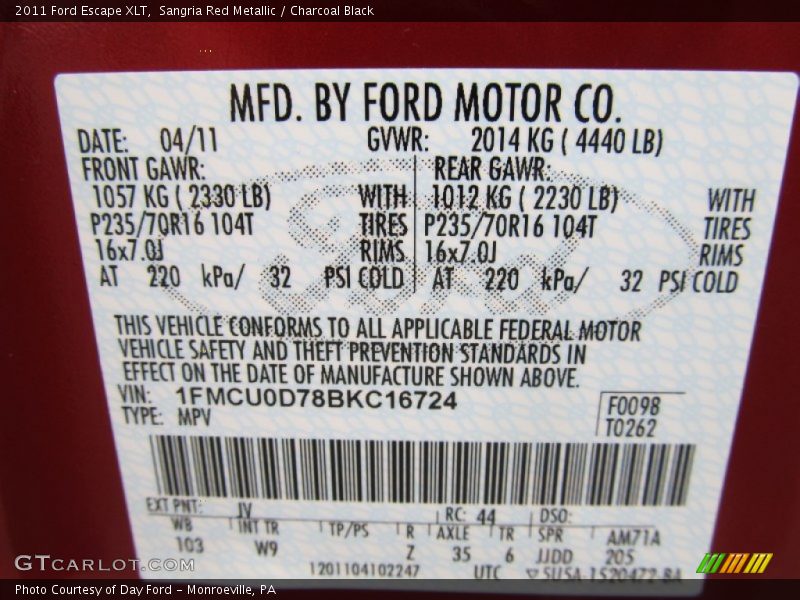 2011 Ford Escape XLT, Sangria Red Metallic / Charcoal Black
MFD. BY FORD MOTOR CO.
DATE: 04/11 GVWR: 2014 KG ( 4440 LB)
FRONT GAWR: REAR GAWR:
1057 KG ( 2330 LB) WITH 1012 KG ( 2230 LB) WITH
P235/70R16 104T TIRES P235/70R16 104T TIRES
16x7.0J RIMS 16x7.0J RIMS
AT 220 kPa/ 32 PSI COLD AT 220 kPa/ 32 PSI COLD
Ford
THIS VEHICLE CONFORMS TO ALL APPLICABLE FEDERAL MOTOR
VEHICLE SAFETY AND THEFT PREVENTION STANDARDS IN
EFFECT ON THE DATE OF MANUFACTURE SHOWN ABOVE.
VIN: 1FMCU0D78BKC16724
TYPE: MPV
F0098
T0262
EXT PNT: JV RC: 44 DSO:
WB INT TR TP/PS R AXLE TR SPR AM71A
103 W9 Z 35 6 JJDD 205
1201104102247 UTC ▽ SUSA-1520472-BA
GTCARLOT.COM
Photo Courtesy of Day Ford - Monroeville, PA